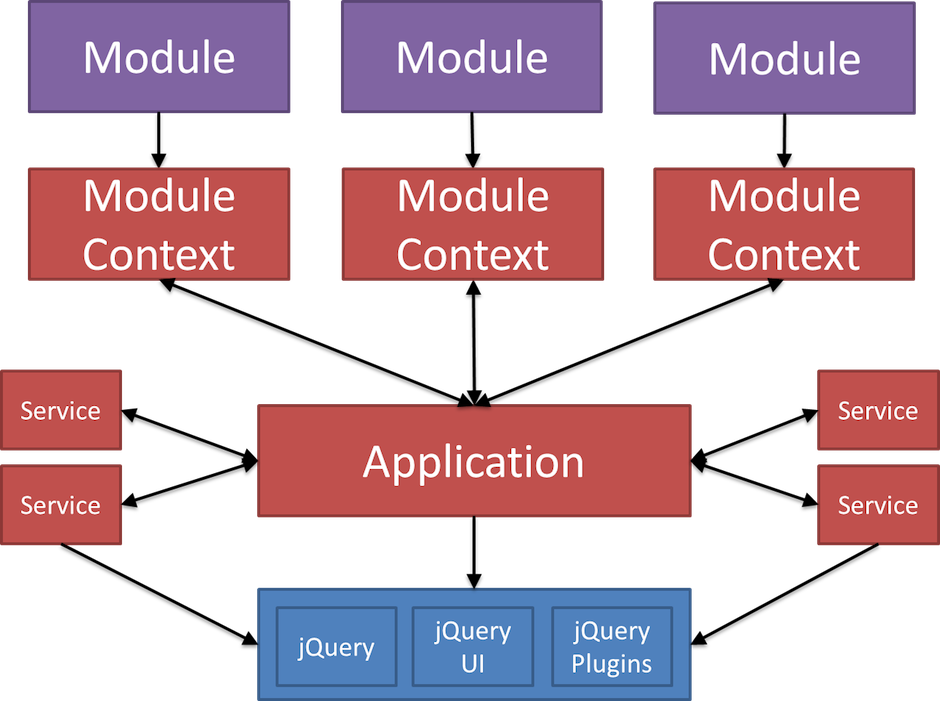 Module
Module
Module
Module
Context
Module
Context
Module
Context
Service
Service
Application
Service
Service
jQuery
jQuery
UI
jQuery
Plugins